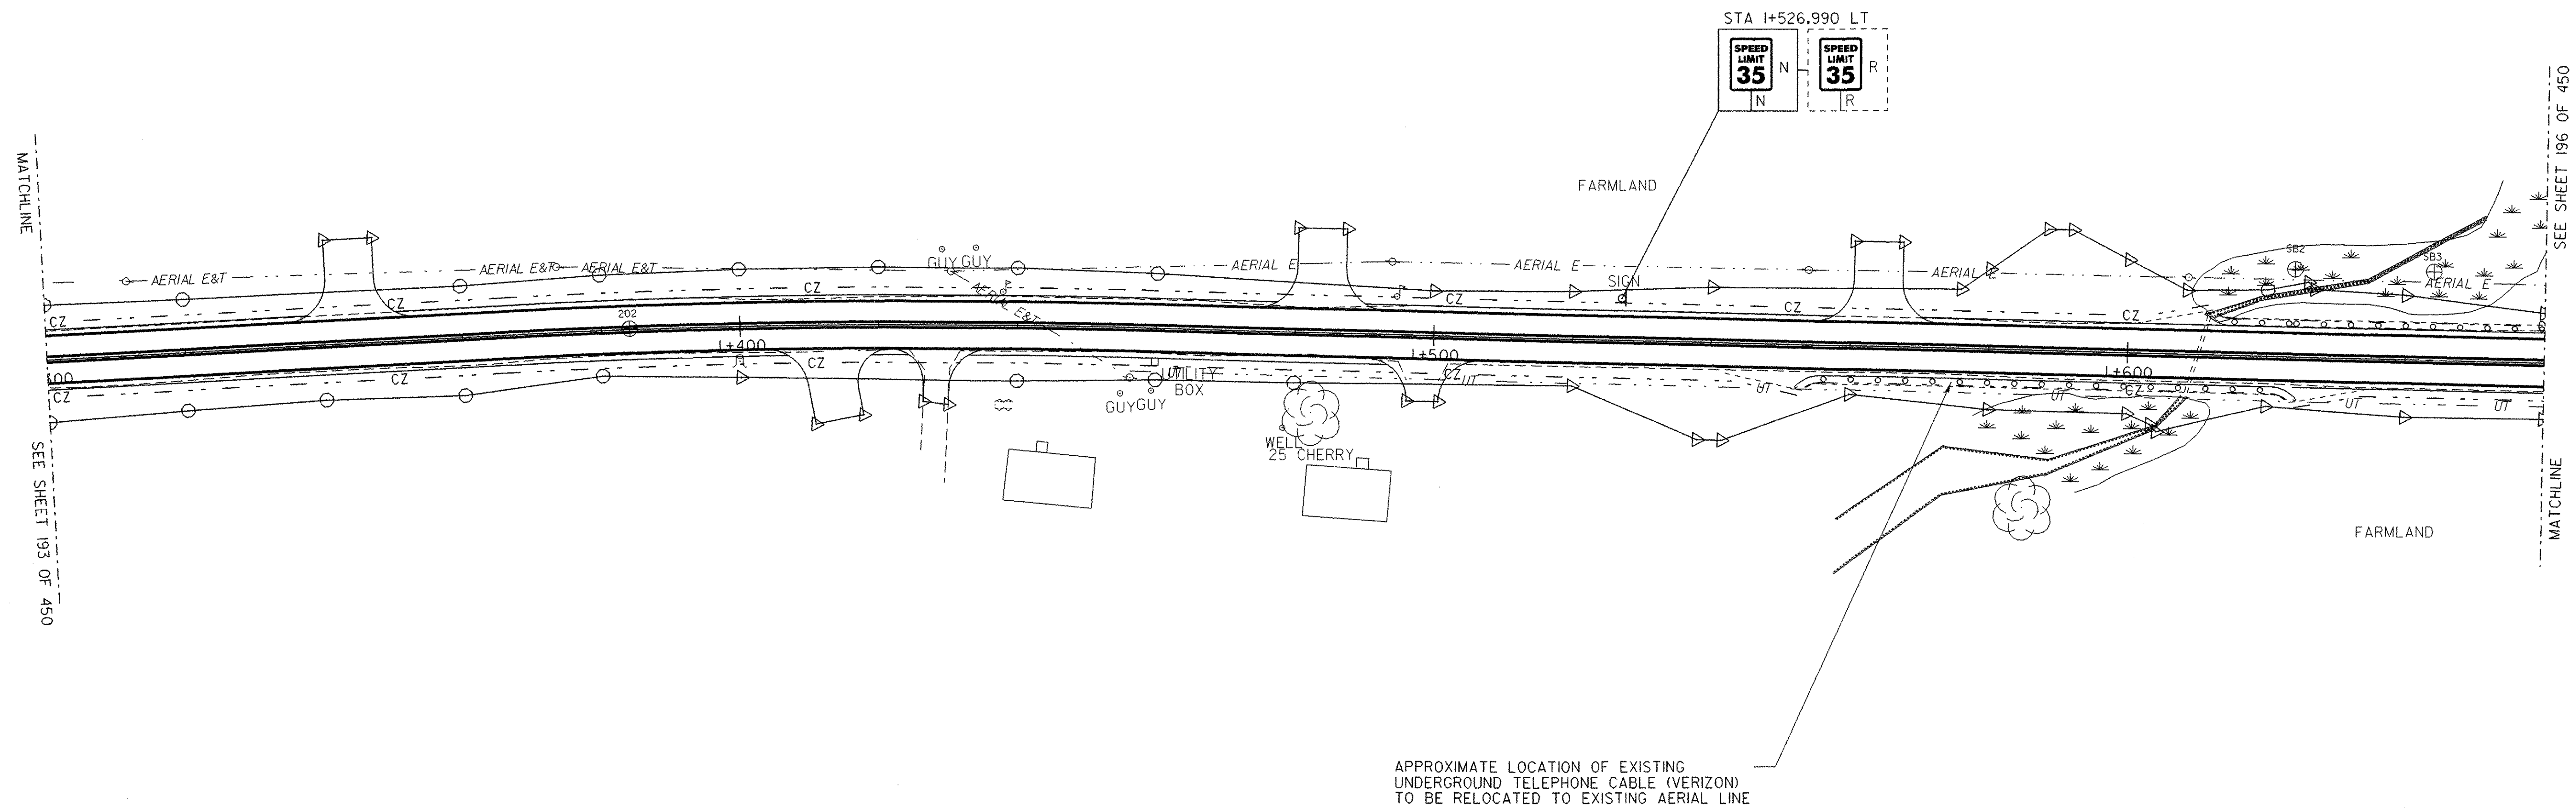 STA 1+526.990 LT
SPEED
LIMIT
35
N
N
SPEED
LIMIT
35
R
R
MATCHLINE
SEE SHEET 193 OF 450
SEE SHEET 196 OF 450
MATCHLINE
FARMLAND
AERIAL E&T
AERIAL E&T
AERIAL E&T
GUY
GUY
AERIAL E&T
AERIAL E
AERIAL E
SIGN
AERIAL E
SB2
SB3
AERIAL E
CZ
CZ
CZ
CZ
CZ
CZ
202
1+400
1+500
1+600
00
CZ
CZ
CZ
CZ
UT
UT
CZ
UT
UT
UT
UTILITY
BOX
GUY
GUY
WELL
25 CHERRY
FARMLAND
APPROXIMATE LOCATION OF EXISTING
UNDERGROUND TELEPHONE CABLE (VERIZON)
TO BE RELOCATED TO EXISTING AERIAL LINE